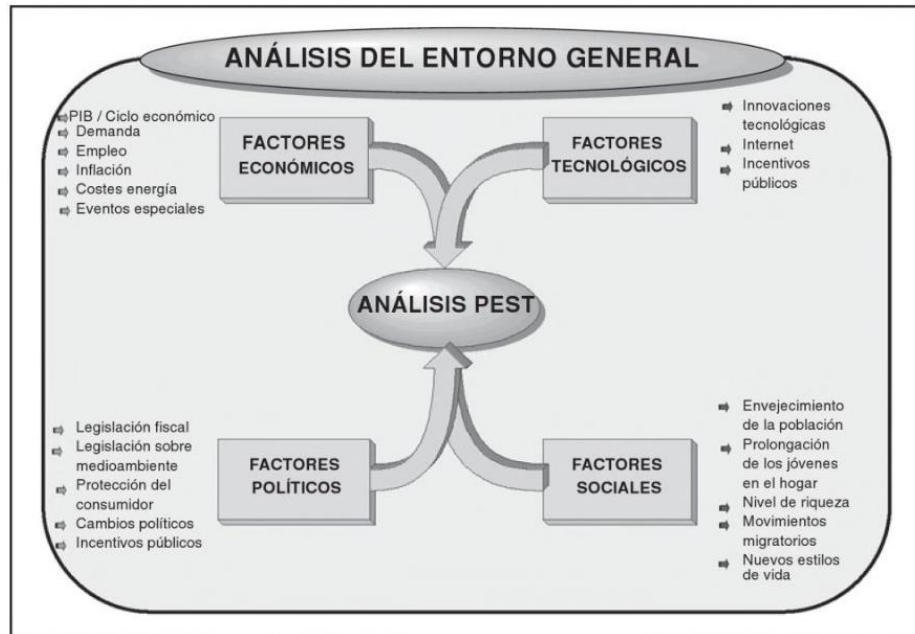 ANÁLISIS DEL ENTORNO GENERAL
PIB / Ciclo económico
Demanda
Empleo
Inflación
Costes energía
Eventos especiales
FACTORES
ECONÓMICOS
FACTORES
TECNOLÓGICOS
Innovaciones
tecnológicas
Internet
Incentivos
públicos
ANÁLISIS PEST
Legislación fiscal
Legislación sobre
medioambiente
Protección del
consumidor
Cambios políticos
Incentivos públicos
FACTORES
POLÍTICOS
FACTORES
SOCIALES
Envejecimiento
de la población
Prolongación
de los jóvenes
en el hogar
Nivel de riqueza
Movimientos
migratorios
Nuevos estilos
de vida